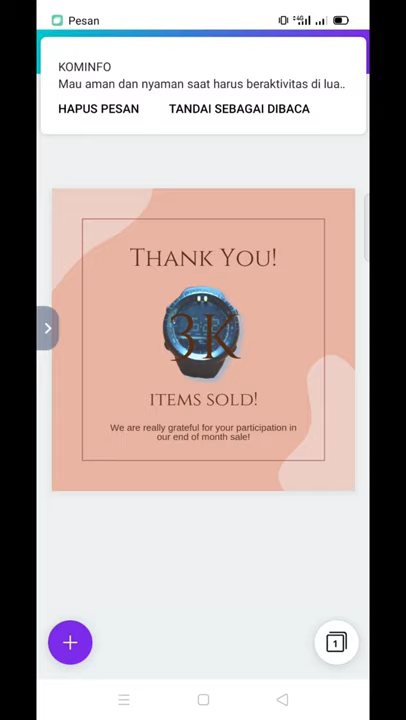 Pesan
KOMINFO
Mau aman dan nyaman saat harus beraktivitas di lua..
HAPUS PESAN TANDAI SEBAGAI DIBACA
THANK YOU!
3K
ITEMS SOLD!
We are really grateful for your participation in
our end of month sale!
1